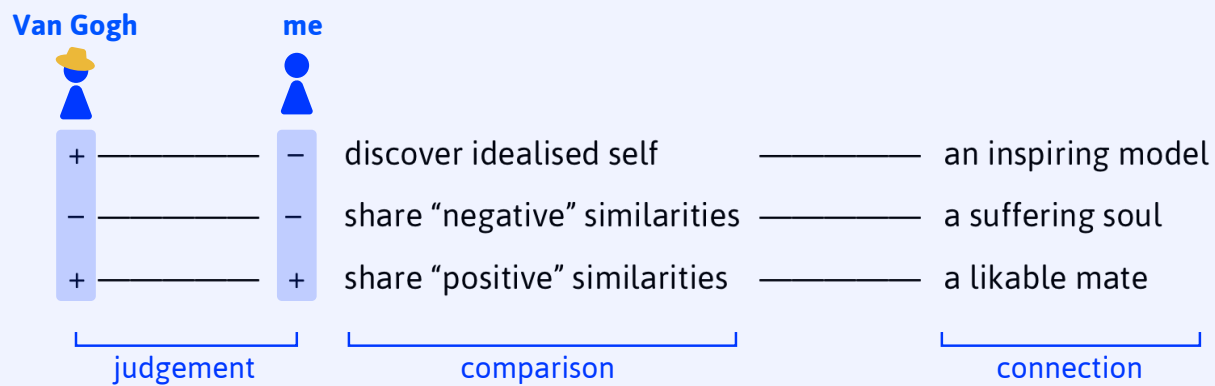 Van Gogh me
+ − discover idealised self an inspiring model
− − share “negative” similarities a suffering soul
+ + share “positive” similarities a likable mate
judgement comparison connection